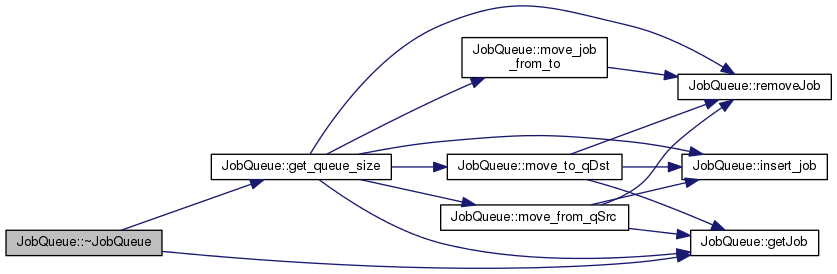 JobQueue::move_job
_from_to
JobQueue::removeJob
JobQueue::get_queue_size
JobQueue::move_to_qDst
JobQueue::insert_job
JobQueue::move_from_qSrc
JobQueue::~JobQueue
JobQueue::getJob